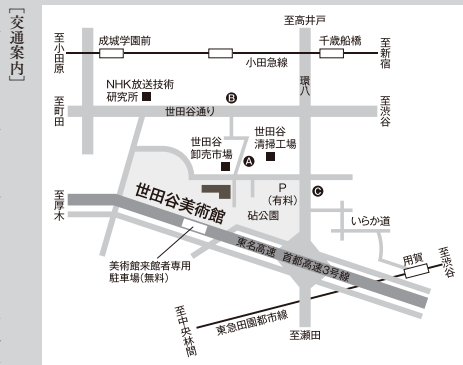 ［交通案内］
至高井戸
至小田原
成城学園前
千歳船橋
至新宿
小田急線
NHK放送技術
研究所
環八
至町田
B
世田谷通り
至渋谷
世田谷
卸売市場
世田谷
清掃工場
A
世田谷美術館
P
（有料）
C
至厚木
砧公園
いらか道
東名高速
首都高速3号線
用賀
至渋谷
美術館来館者専用
駐車場（無料）
至中央林間
東急田園都市線
至瀬田